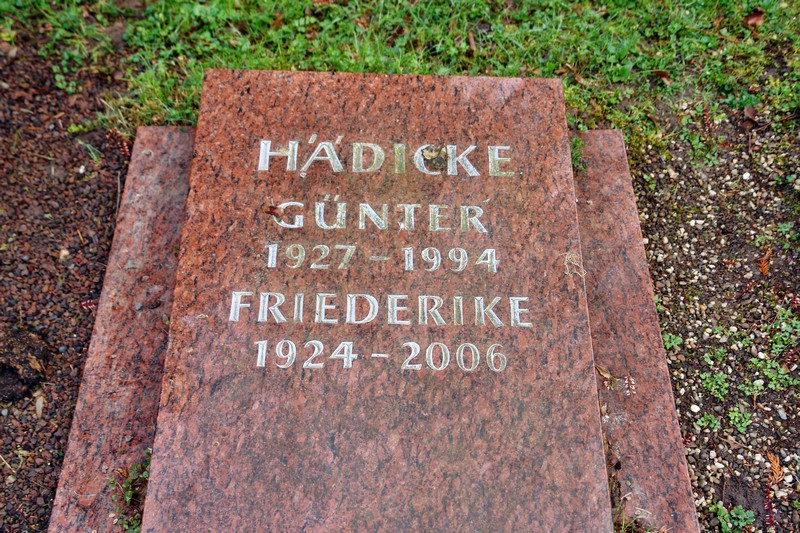 HÄDICKE
GÜNTER
1927 - 1994
FRIEDERIKE
1924 - 2006